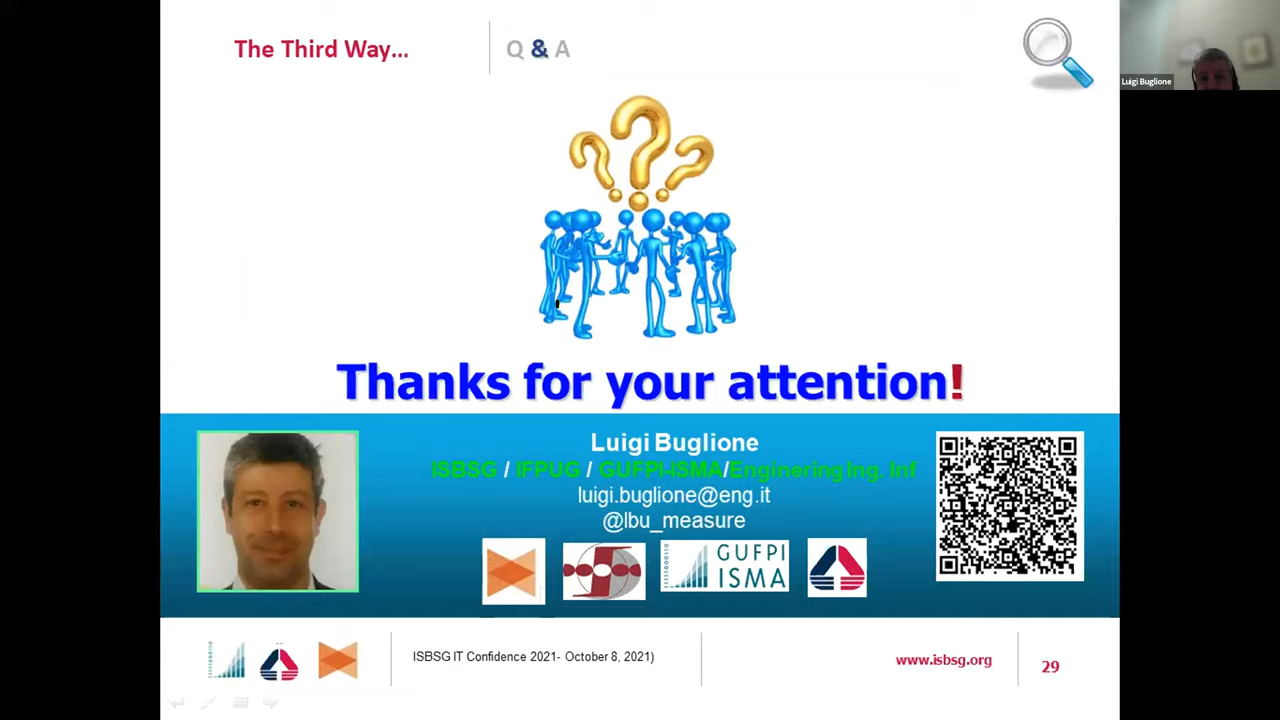 The Third Way...
Q & A
Luigi Buglione
Thanks for your attention!
Luigi Buglione
ISBSG / IFPUG / GUFPI-ISMA/Enginering Ing. Inf
luigi.buglione@eng.it
@lbu_measure
GUFPI
ISMA
ISBSG IT Confidence 2021- October 8, 2021)
www.isbsg.org
29